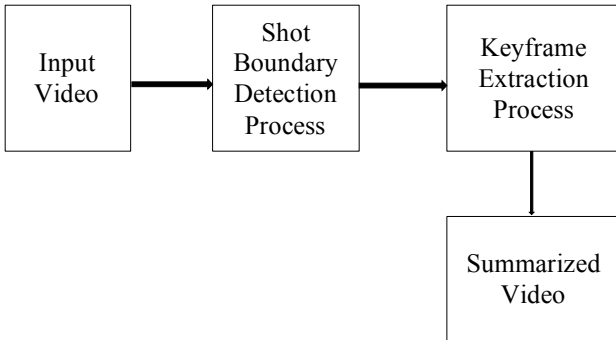 Input
Video
Shot
Boundary
Detection
Process
Keyframe
Extraction
Process
Summarized
Video